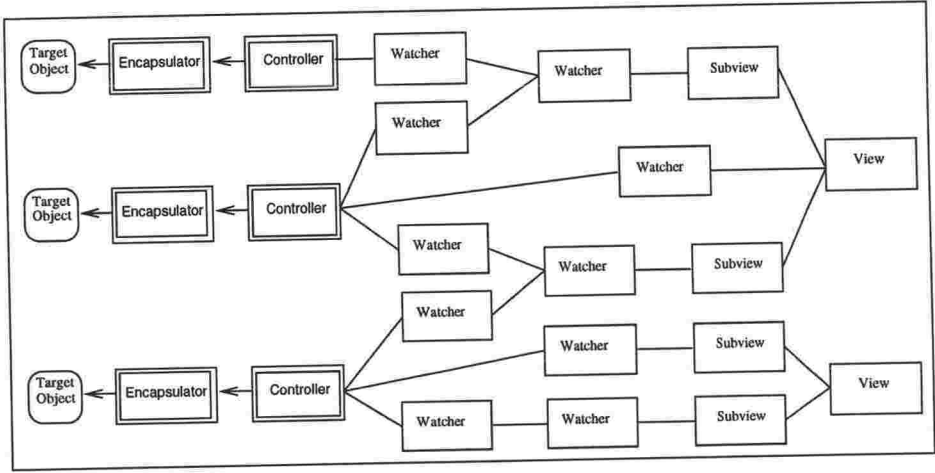 Target
Object
Encapsulator
Controller
Watcher
Watcher
Subview
Watcher
Watcher
View
Target
Object
Encapsulator
Controller
Watcher
Watcher
Subview
Watcher
Watcher
Subview
Target
Object
Encapsulator
Controller
View
Watcher
Watcher
Subview